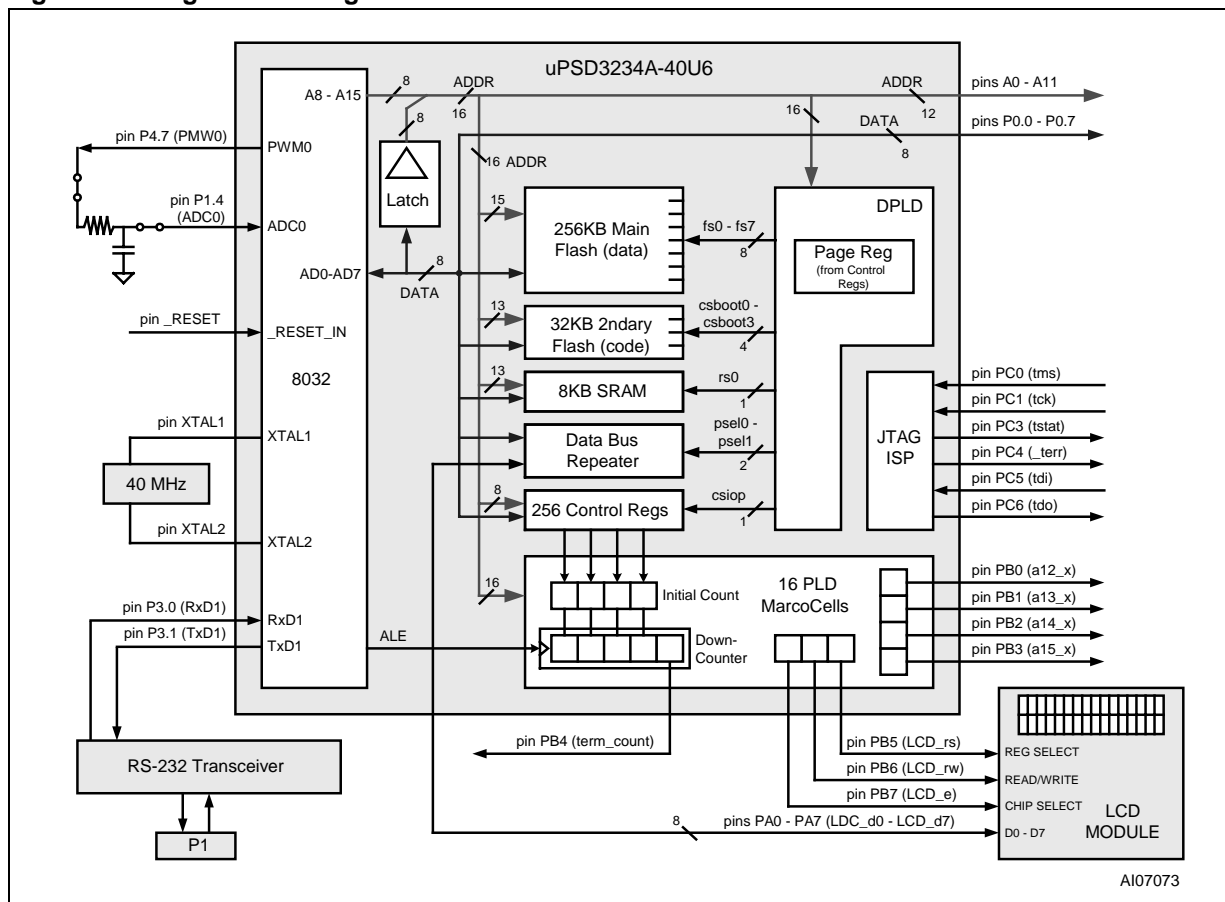 uPSD3234A-40U6
A8 - A15
8
ADDR
16
8
16
ADDR
12
pins A0 - A11
DATA
8
pins P0.0 - P0.7
pin P4.7 (PMW0)
PWM0
Latch
16 ADDR
pin P1.4
(ADC0)
ADC0
15
256KB Main
Flash (data)
fs0 - fs7
8
DPLD
Page Reg
(from Control
Regs)
AD0-AD7
8
DATA
pin _RESET
_RESET_IN
13
32KB 2ndary
Flash (code)
csboot0 -
csboot3
4
8032
13
8KB SRAM
rs0
1
pin XTAL1
XTAL1
40 MHz
pin XTAL2
XTAL2
Data Bus
Repeater
psel0 -
psel1
2
8
256 Control Regs
csiop
1
JTAG
ISP
pin PC0 (tms)
pin PC1 (tck)
pin PC3 (tstat)
pin PC4 (_terr)
pin PC5 (tdi)
pin PC6 (tdo)
16
Initial Count
16 PLD
MarcoCells
pin PB0 (a12_x)
pin PB1 (a13_x)
pin PB2 (a14_x)
pin PB3 (a15_x)
pin P3.0 (RxD1)
RxD1
pin P3.1 (TxD1)
TxD1
ALE
Down-
Counter
pin PB4 (term_count)
RS-232 Transceiver
P1
pin PB5 (LCD_rs)
REG SELECT
pin PB6 (LCD_rw)
READ/WRITE
pin PB7 (LCD_e)
CHIP SELECT
8
pins PA0 - PA7 (LDC_d0 - LCD_d7)
D0 - D7
LCD
MODULE
AI07073